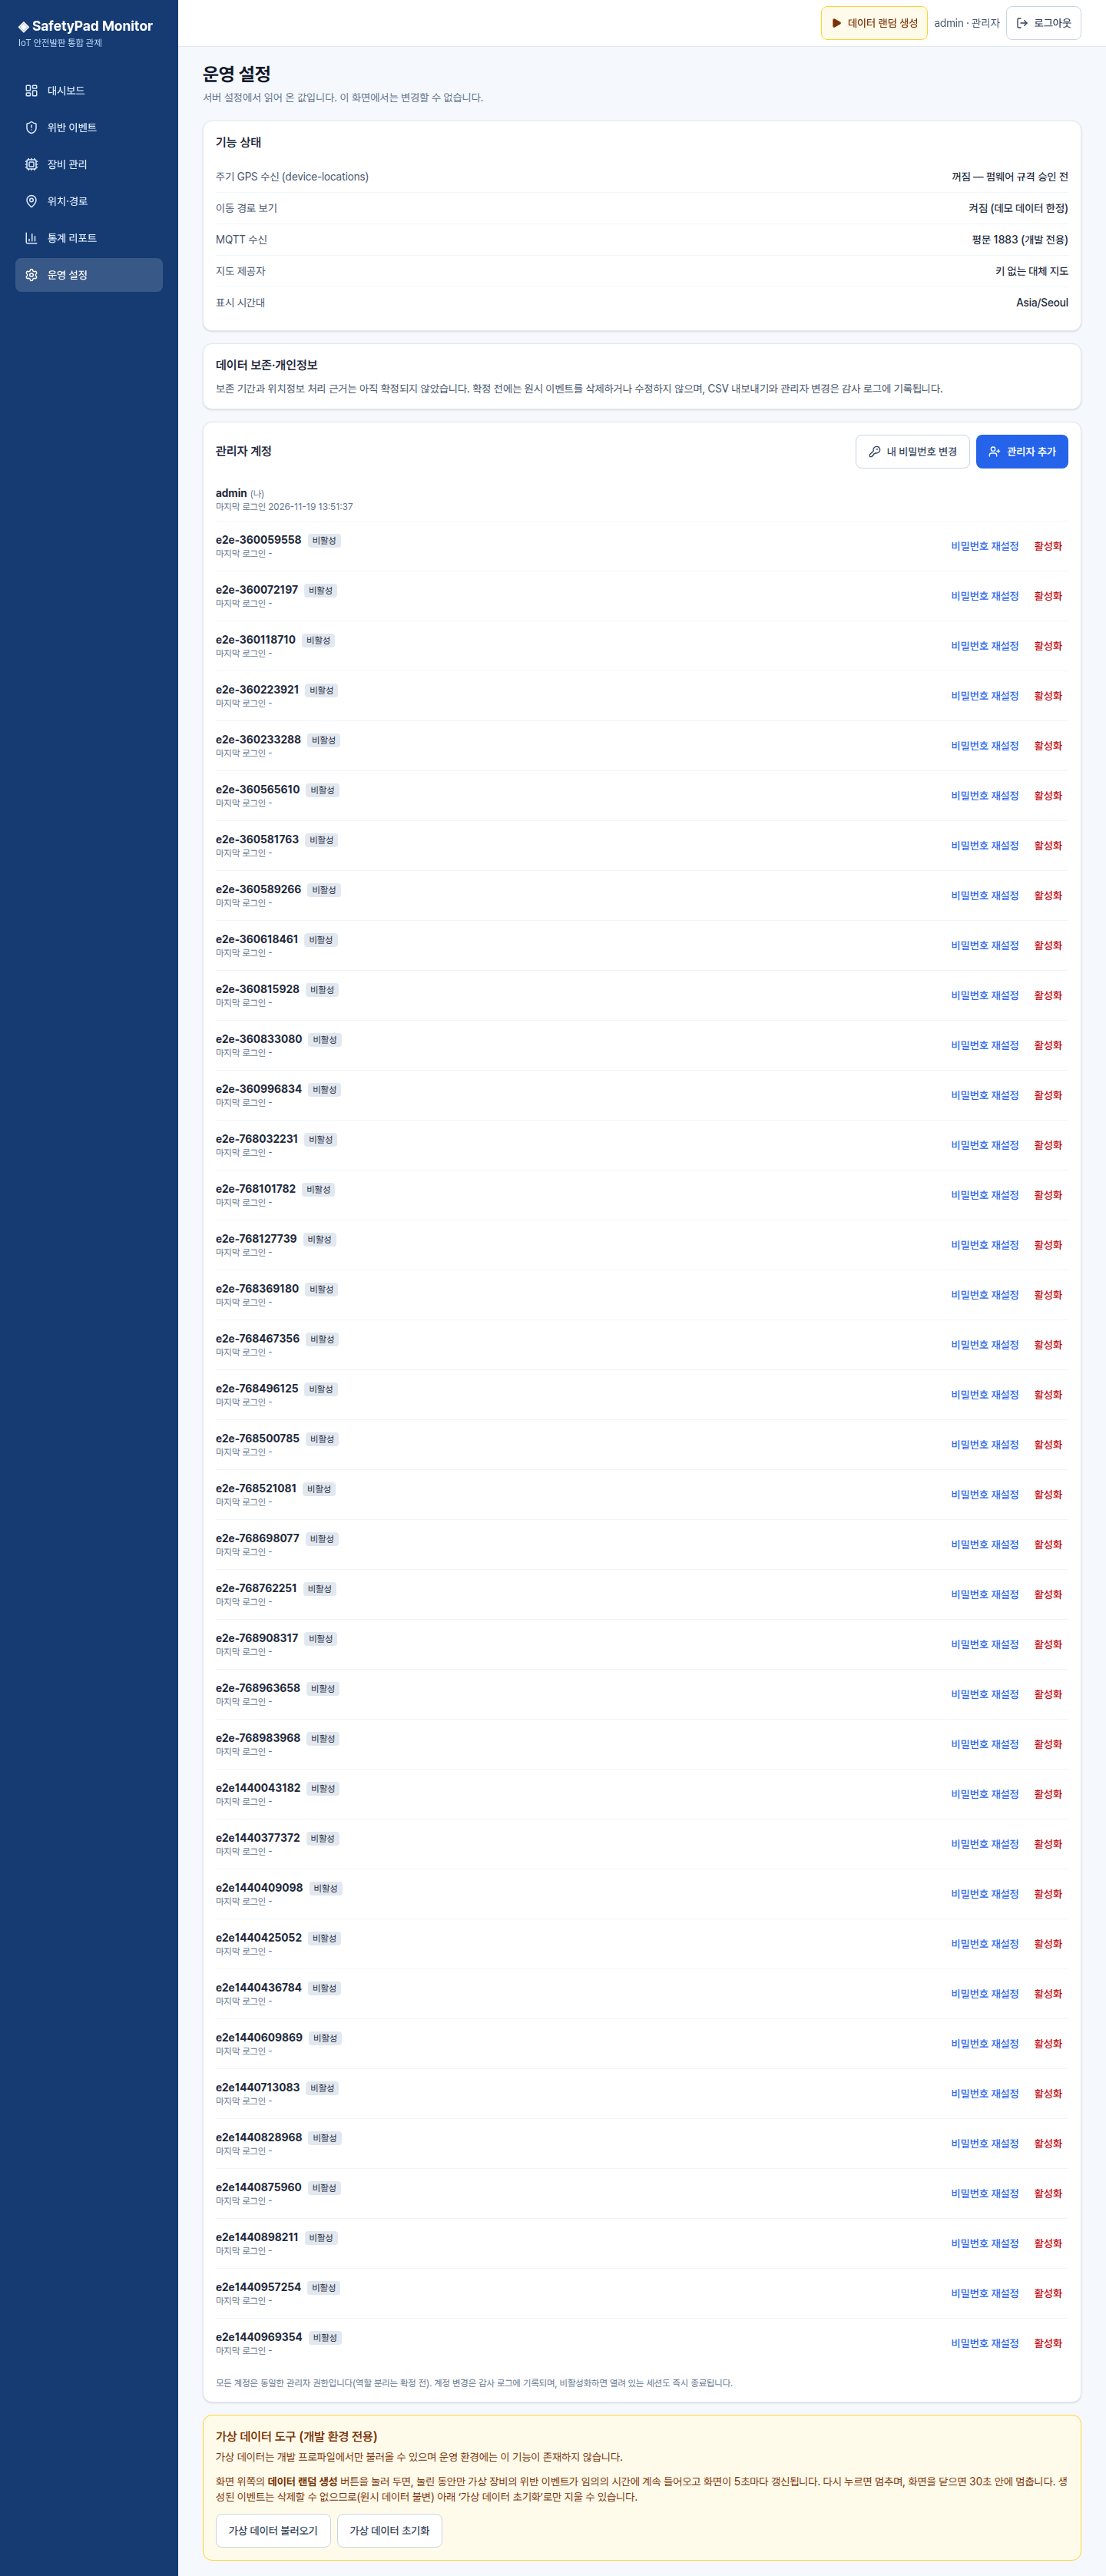 ◈ SafetyPad Monitor
IoT 안전발판 통합 관제
대시보드
위반 이벤트
장비 관리
위치·경로
통계 리포트
운영 설정
데이터 랜덤 생성
admin · 관리자
로그아웃
운영 설정
서버 설정에서 읽어 온 값입니다. 이 화면에서는 변경할 수 없습니다.
기능 상태
주기 GPS 수신 (device-locations) 꺼짐 — 펌웨어 규격 승인 전
이동 경로 보기 켜짐 (데모 데이터 한정)
MQTT 수신 평문 1883 (개발 전용)
지도 제공자 키 없는 대체 지도
표시 시간대 Asia/Seoul
데이터 보존·개인정보
보존 기간과 위치정보 처리 근거는 아직 확정되지 않았습니다. 확정 전에는 원시 이벤트를 삭제하거나 수정하지 않으며, CSV 내보내기와 관리자 변경은 감사 로그에 기록됩니다.
관리자 계정 내 비밀번호 변경 관리자 추가
admin (나)
마지막 로그인 2026-11-19 13:51:37
e2e-360059558 비활성 비밀번호 재설정 활성화
마지막 로그인 -
e2e-360072197 비활성 비밀번호 재설정 활성화
마지막 로그인 -
e2e-360118710 비활성 비밀번호 재설정 활성화
마지막 로그인 -
e2e-360223921 비활성 비밀번호 재설정 활성화
마지막 로그인 -
e2e-360233288 비활성 비밀번호 재설정 활성화
마지막 로그인 -
e2e-360565610 비활성 비밀번호 재설정 활성화
마지막 로그인 -
e2e-360581763 비활성 비밀번호 재설정 활성화
마지막 로그인 -
e2e-360589266 비활성 비밀번호 재설정 활성화
마지막 로그인 -
e2e-360618461 비활성 비밀번호 재설정 활성화
마지막 로그인 -
e2e-360815928 비활성 비밀번호 재설정 활성화
마지막 로그인 -
e2e-360833080 비활성 비밀번호 재설정 활성화
마지막 로그인 -
e2e-360996834 비활성 비밀번호 재설정 활성화
마지막 로그인 -
e2e-768032231 비활성 비밀번호 재설정 활성화
마지막 로그인 -
e2e-768101782 비활성 비밀번호 재설정 활성화
마지막 로그인 -
e2e-768127739 비활성 비밀번호 재설정 활성화
마지막 로그인 -
e2e-768369180 비활성 비밀번호 재설정 활성화
마지막 로그인 -
e2e-768467356 비활성 비밀번호 재설정 활성화
마지막 로그인 -
e2e-768496125 비활성 비밀번호 재설정 활성화
마지막 로그인 -
e2e-768500785 비활성 비밀번호 재설정 활성화
마지막 로그인 -
e2e-768521081 비활성 비밀번호 재설정 활성화
마지막 로그인 -
e2e-768698077 비활성 비밀번호 재설정 활성화
마지막 로그인 -
e2e-768762251 비활성 비밀번호 재설정 활성화
마지막 로그인 -
e2e-768908317 비활성 비밀번호 재설정 활성화
마지막 로그인 -
e2e-768963658 비활성 비밀번호 재설정 활성화
마지막 로그인 -
e2e-768983968 비활성 비밀번호 재설정 활성화
마지막 로그인 -
e2e1440043182 비활성 비밀번호 재설정 활성화
마지막 로그인 -
e2e1440377372 비활성 비밀번호 재설정 활성화
마지막 로그인 -
e2e1440409098 비활성 비밀번호 재설정 활성화
마지막 로그인 -
e2e1440425052 비활성 비밀번호 재설정 활성화
마지막 로그인 -
e2e1440436784 비활성 비밀번호 재설정 활성화
마지막 로그인 -
e2e1440609869 비활성 비밀번호 재설정 활성화
마지막 로그인 -
e2e1440713083 비활성 비밀번호 재설정 활성화
마지막 로그인 -
e2e1440828968 비활성 비밀번호 재설정 활성화
마지막 로그인 -
e2e1440875960 비활성 비밀번호 재설정 활성화
마지막 로그인 -
e2e1440898211 비활성 비밀번호 재설정 활성화
마지막 로그인 -
e2e1440957254 비활성 비밀번호 재설정 활성화
마지막 로그인 -
e2e1440969354 비활성 비밀번호 재설정 활성화
마지막 로그인 -
모든 계정은 동일한 관리자 권한입니다(역할 분리는 확정 전). 계정 변경은 감사 로그에 기록되며, 비활성화하면 열려 있는 세션도 즉시 종료됩니다.
가상 데이터 도구 (개발 환경 전용)
가상 데이터는 개발 프로파일에서만 불러올 수 있으며 운영 환경에는 이 기능이 존재하지 않습니다.
화면 위쪽의 데이터 랜덤 생성 버튼을 눌러 두면, 눌린 동안만 가상 장비의 위반 이벤트가 임의의 시간에 계속 들어오고 화면이 5초마다 갱신됩니다. 다시 누르면 멈추며, 화면을 닫으면 30초 안에 멈춥니다. 생
성된 이벤트는 삭제할 수 없으므로(원시 데이터 불변) 아래 '가상 데이터 초기화'로만 지울 수 있습니다.
가상 데이터 불러오기 가상 데이터 초기화